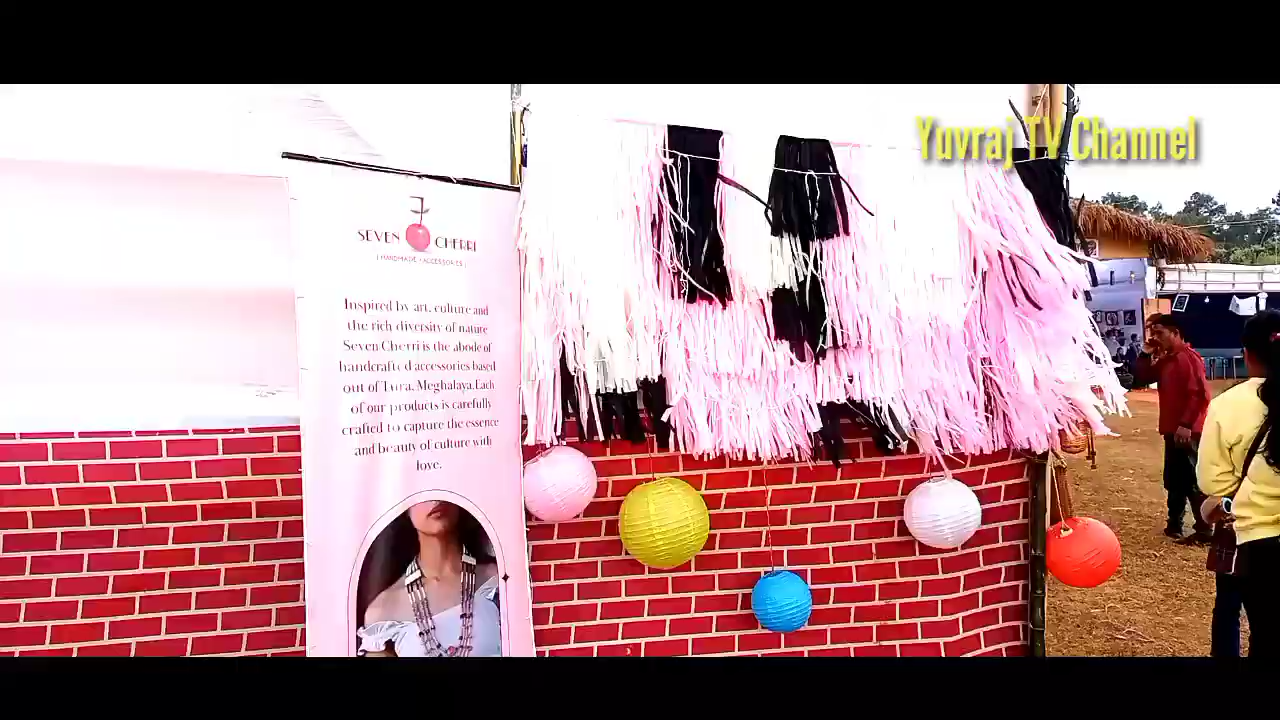 Yuvraj TV Channel
SEVEN CHERRI
[ HANDMADE ACCESSORIES ]
Inspired by art, culture and
the rich diversity of nature
Seven Cherri is the abode of
handcrafted accessories based
out of Tura, Meghalaya. Each
of our products is carefully
crafted to capture the essence
and beauty of culture with
love.